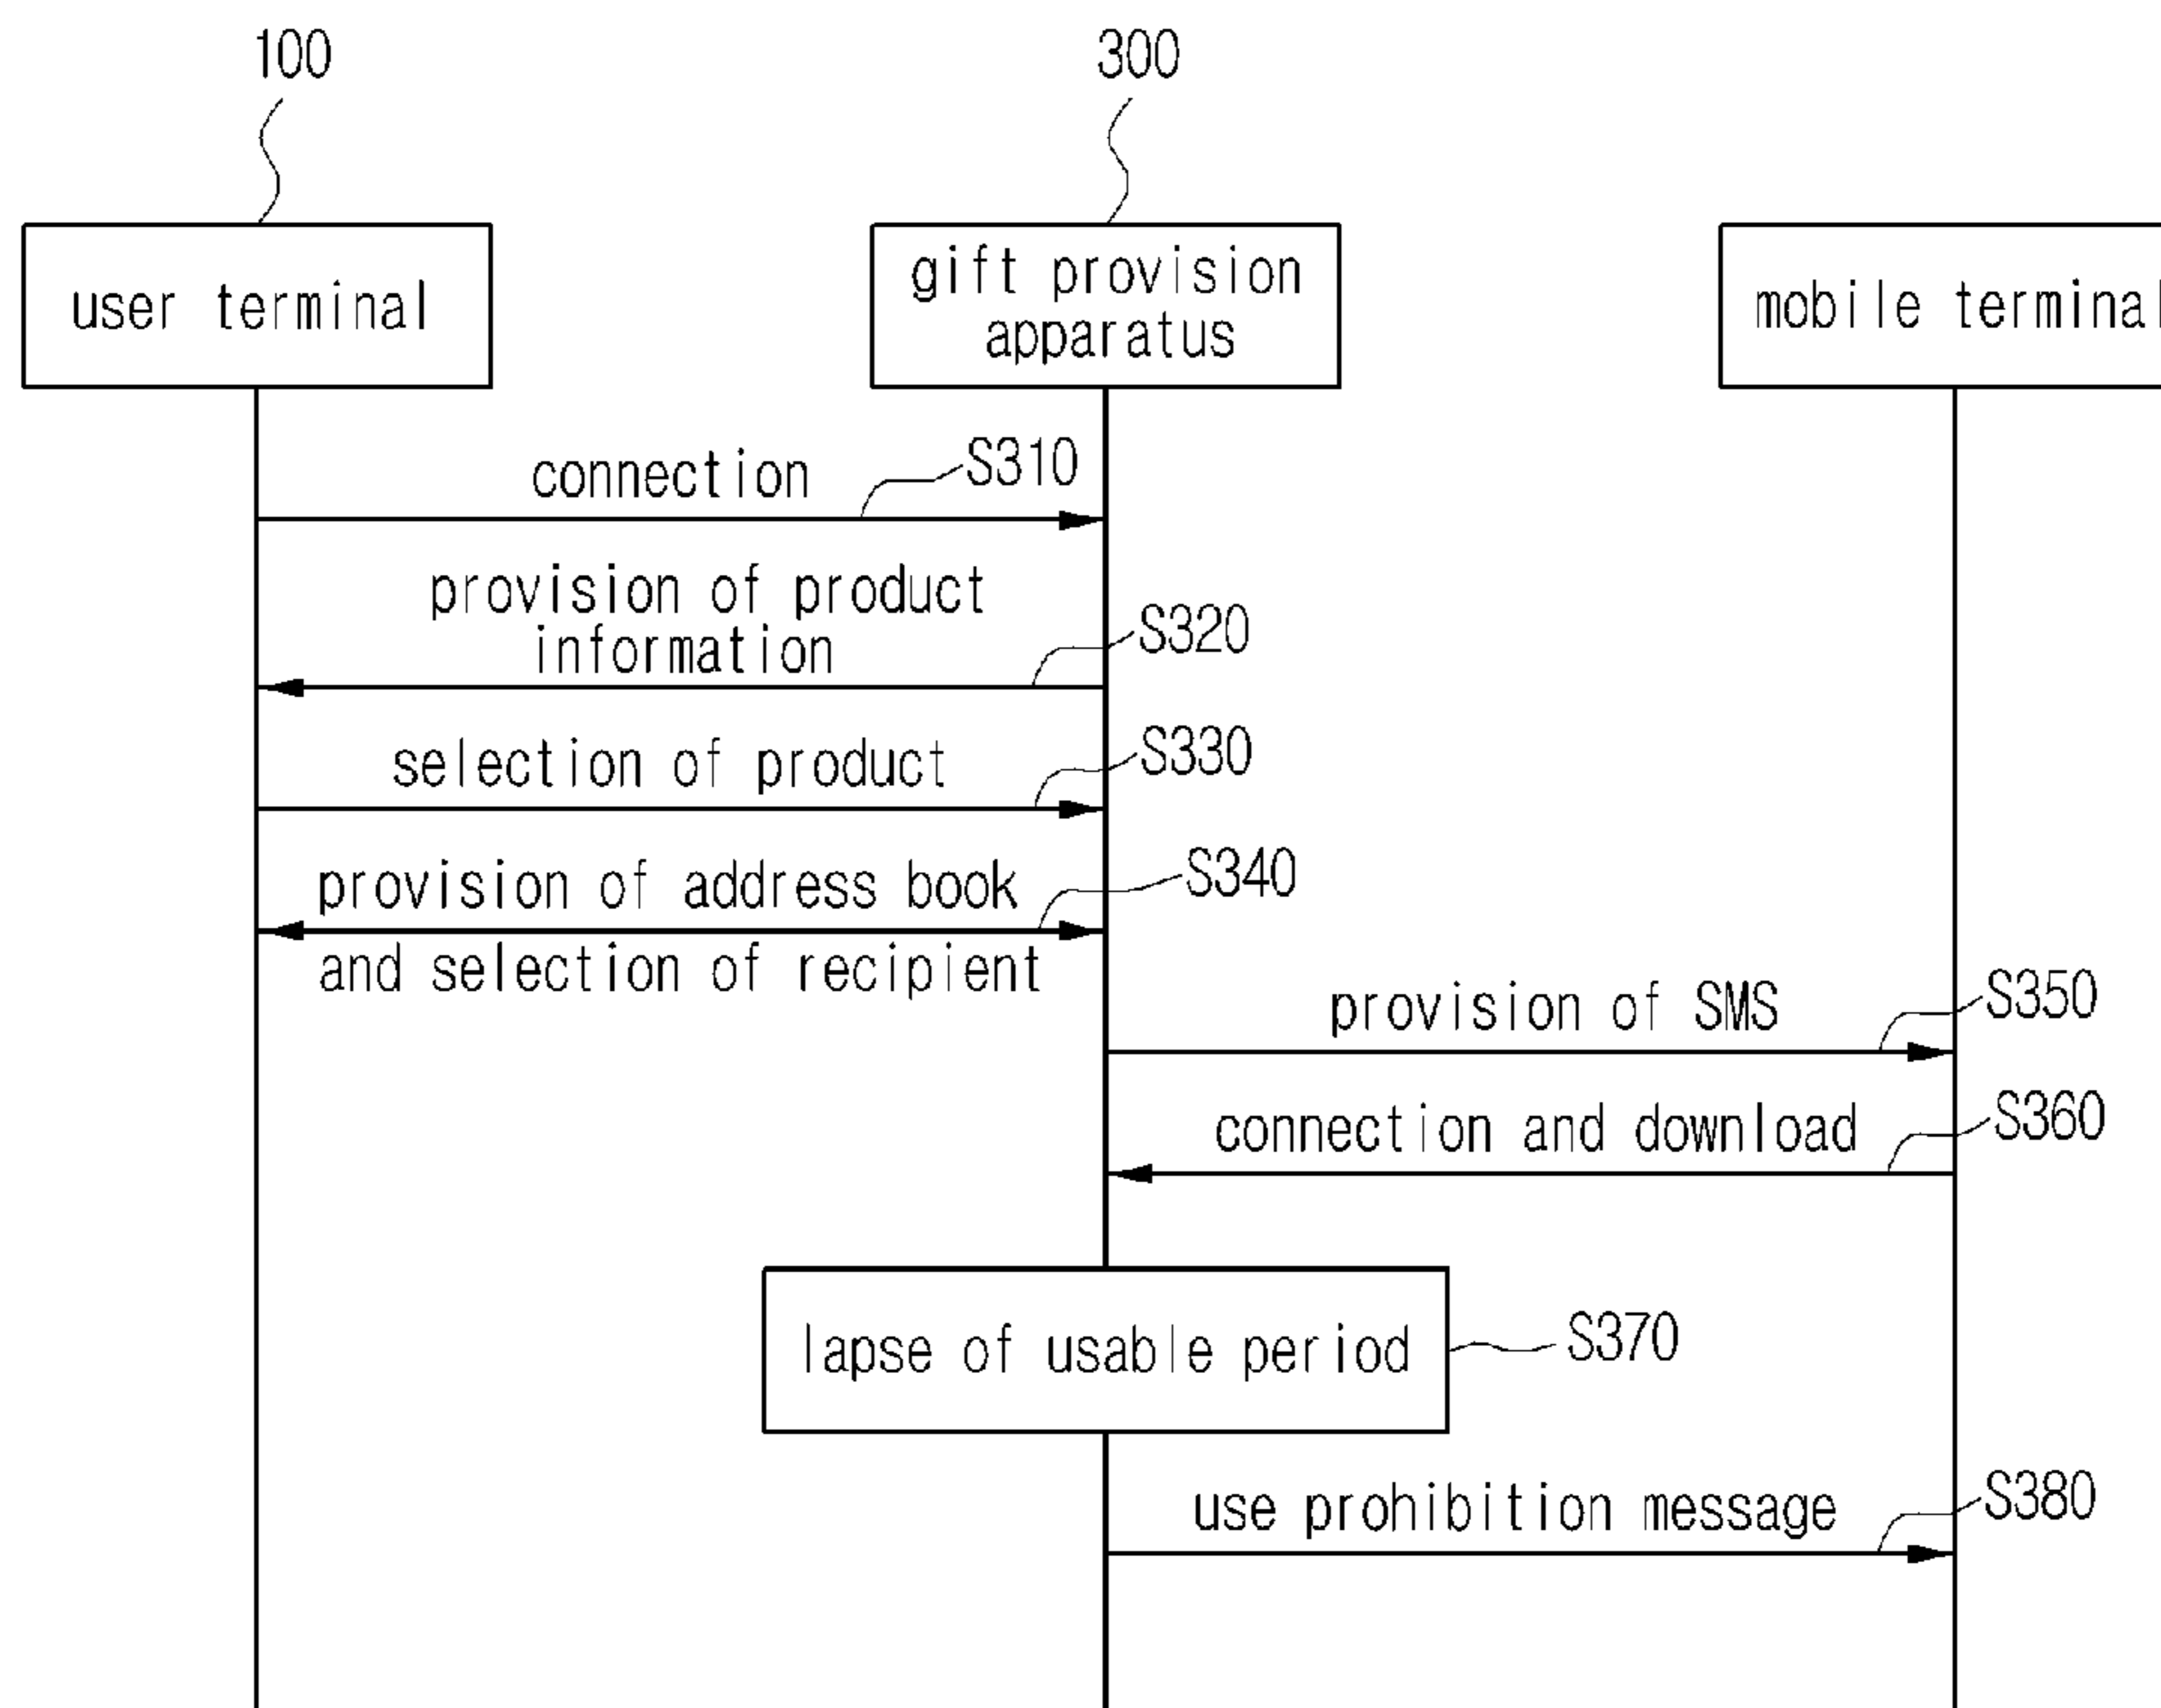 100
300
user terminal
gift provision
apparatus
mobile terminal
connection
S310
provision of product
information
S320
selection of product
S330
provision of address book
S340
and selection of recipient
provision of SMS
S350
connection and download
S360
lapse of usable period
S370
use prohibition message
S380